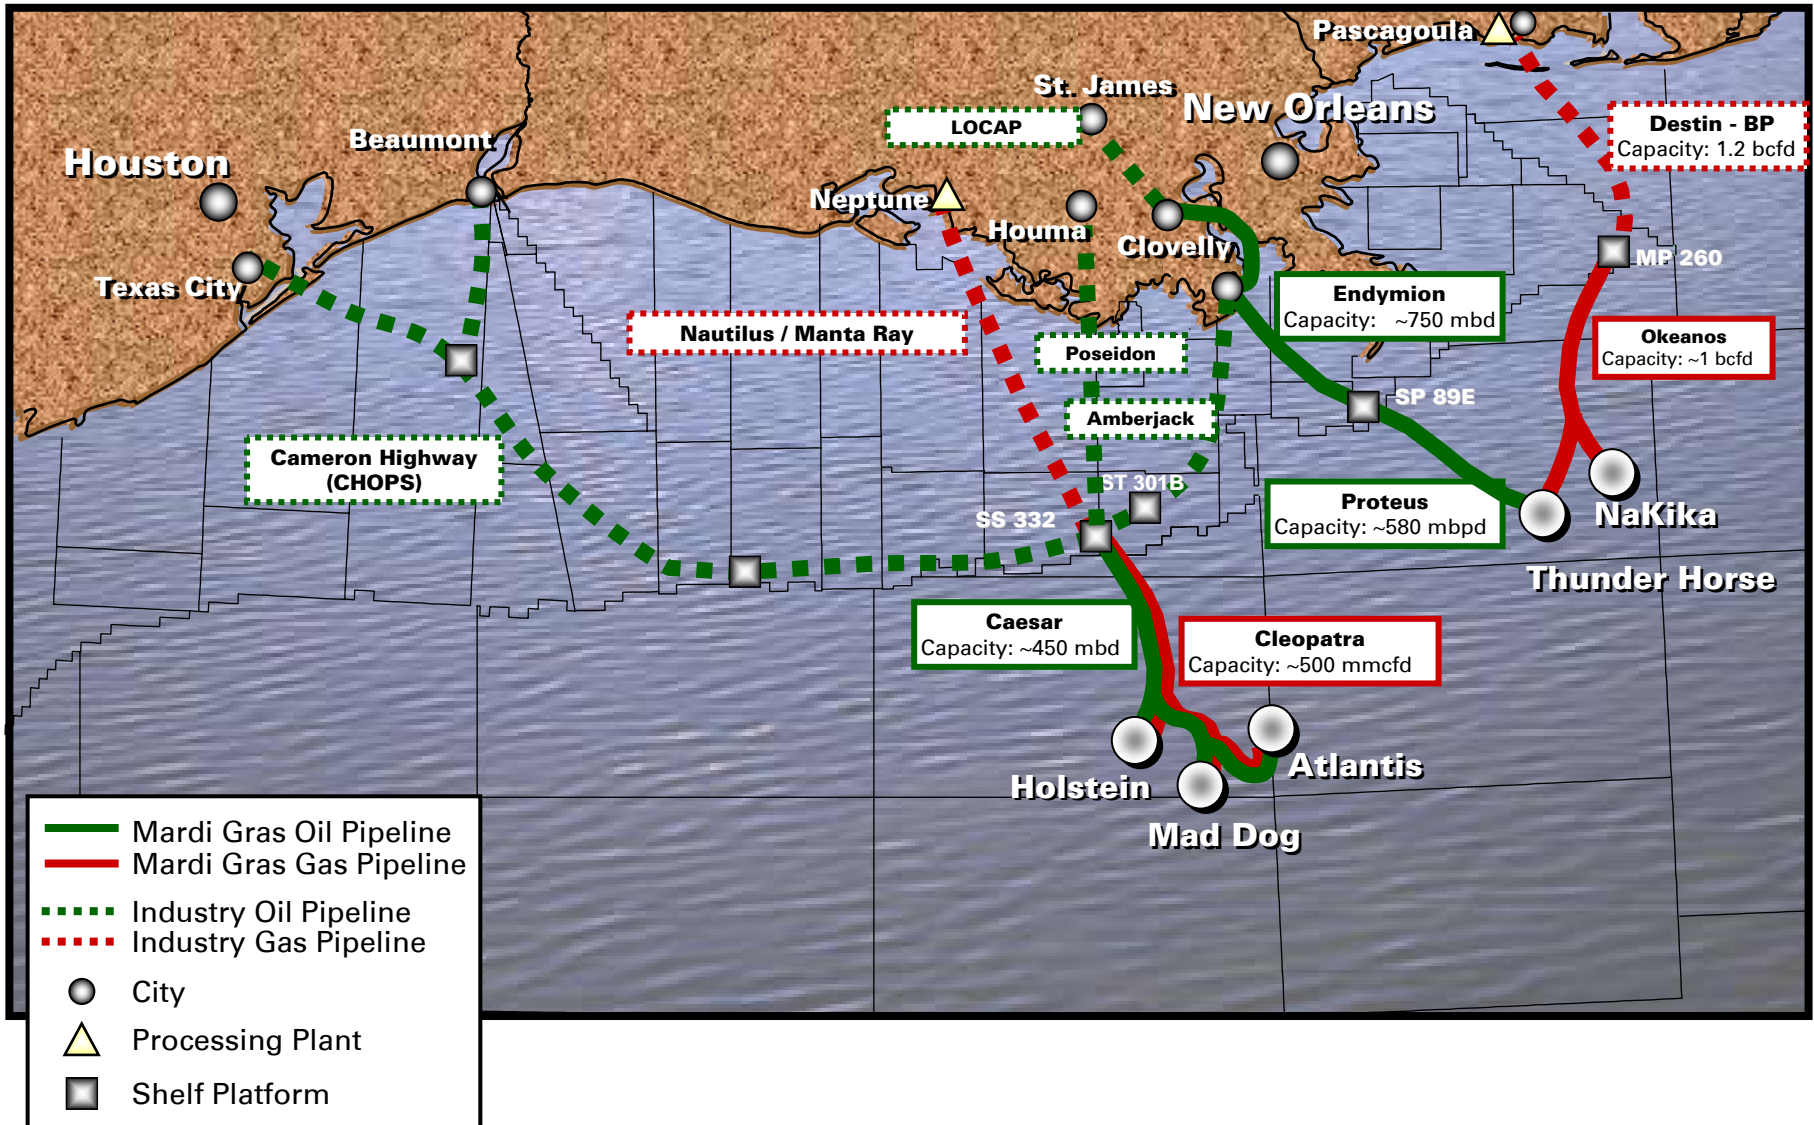 Pascagoula
St. James
New Orleans
LOCAP
Destin - BP
Capacity: 1.2 bcfd
Beaumont
Houston
Neptune
Houma
Clovelly
MP 260
Texas City
Endymion
Capacity: ~750 mbd
Nautilus / Manta Ray
Poseidon
Okeanos
Capacity: ~1 bcfd
SP 89E
Amberjack
Cameron Highway
(CHOPS)
ST 301B
SS 332
Proteus
Capacity: ~580 mbpd
NaKika
Thunder Horse
Caesar
Capacity: ~450 mbd
Cleopatra
Capacity: ~500 mmcfd
Atlantis
Holstein
Mad Dog
Mardi Gras Oil Pipeline
Mardi Gras Gas Pipeline
Industry Oil Pipeline
Industry Gas Pipeline
City
Processing Plant
Shelf Platform